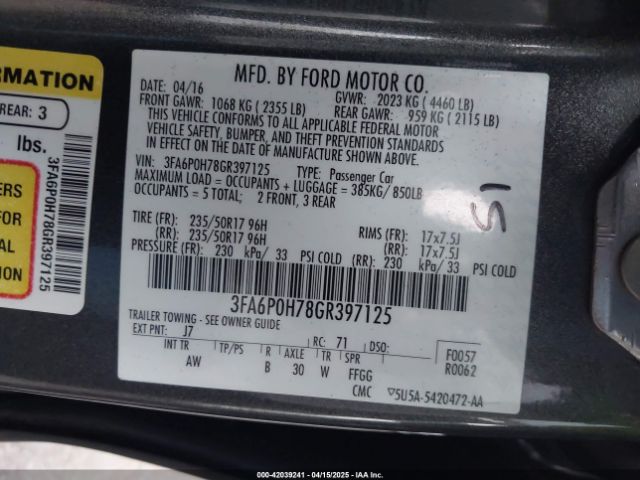 ORMATION
REAR: 3
lbs.
3FA6P0H78GR397125
ERS
TO
AL
TION
MFD. BY FORD MOTOR CO.
DATE: 04/16
GVWR: 2023 KG ( 4460 LB)
FRONT GAWR: 1068 KG ( 2355 LB)
REAR GAWR: 959 KG ( 2115 LB)
THIS VEHICLE CONFORMS TO ALL APPLICABLE FEDERAL MOTOR
VEHICLE SAFETY, BUMPER, AND THEFT PREVENTION STANDARDS
IN EFFECT ON THE DATE OF MANUFACTURE SHOWN ABOVE.
VIN: 3FA6P0H78GR397125 TYPE: Passenger Car
MAXIMUM LOAD = OCCUPANTS + LUGGAGE = 385KG/ 850LB
OCCUPANTS = 5 TOTAL; 2 FRONT, 3 REAR
TIRE (FR): 235/50R17 96H RIMS (FR): 17x7.5J
(RR): 235/50R17 96H (RR): 17x7.5J
PRESSURE (FR): 230 kPa/ 33 PSI COLD (RR): 230 kPa/ 33 PSI COLD
3FA6P0H78GR397125
TRAILER TOWING - SEE OWNER GUIDE
EXT PNT: J7 RC: 71 DSO: F0057
R0062
INT TR TP/PS R AXLE TR SPR
AW B 30 W FFGG
CMC 5U5A-5420472-AA
51
000-42039241 - 04/15/2025 - IAAI.COM